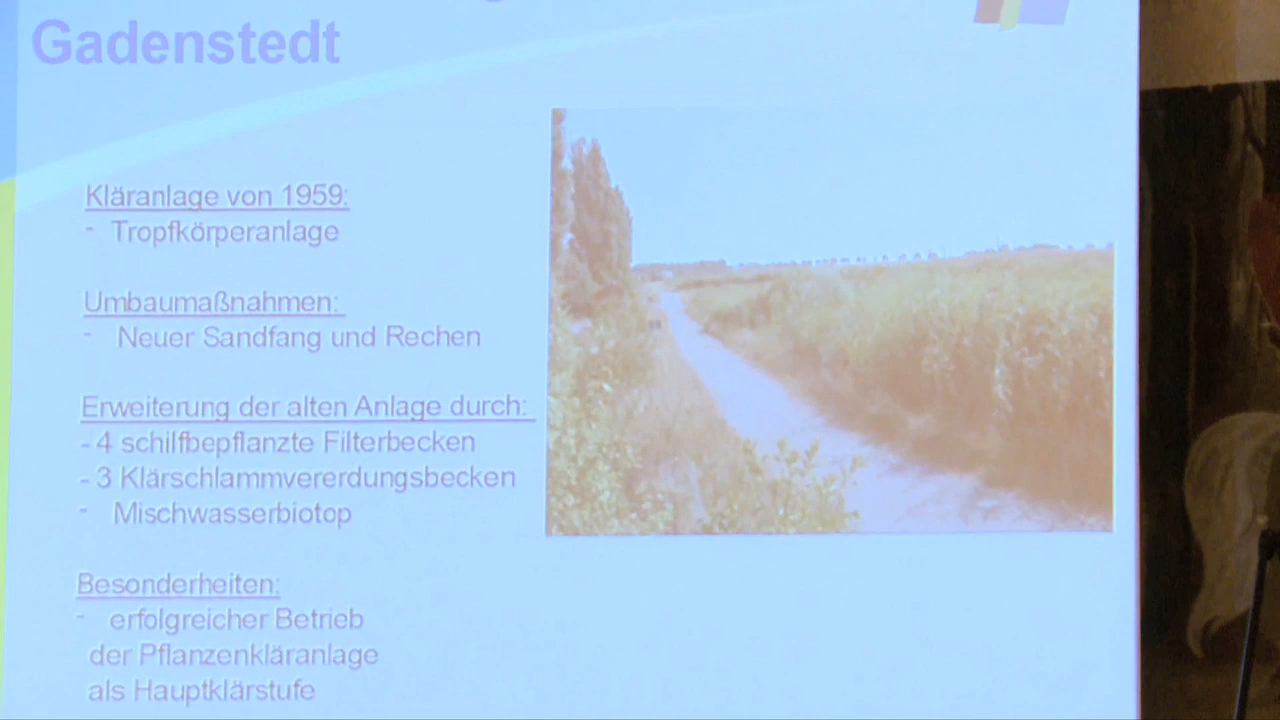 Gadenstedt
Kläranlage von 1959:
- Tropfkörperanlage
Umbaumaßnahmen:
- Neuer Sandfang und Rechen
Erweiterung der alten Anlage durch:
- 4 schilfbepflanzte Filterbecken
- 3 Klärschlammvererdungsbecken
- Mischwasserbiotop
Besonderheiten:
- erfolgreicher Betrieb
der Pflanzenkläranlage
als Hauptklärstufe